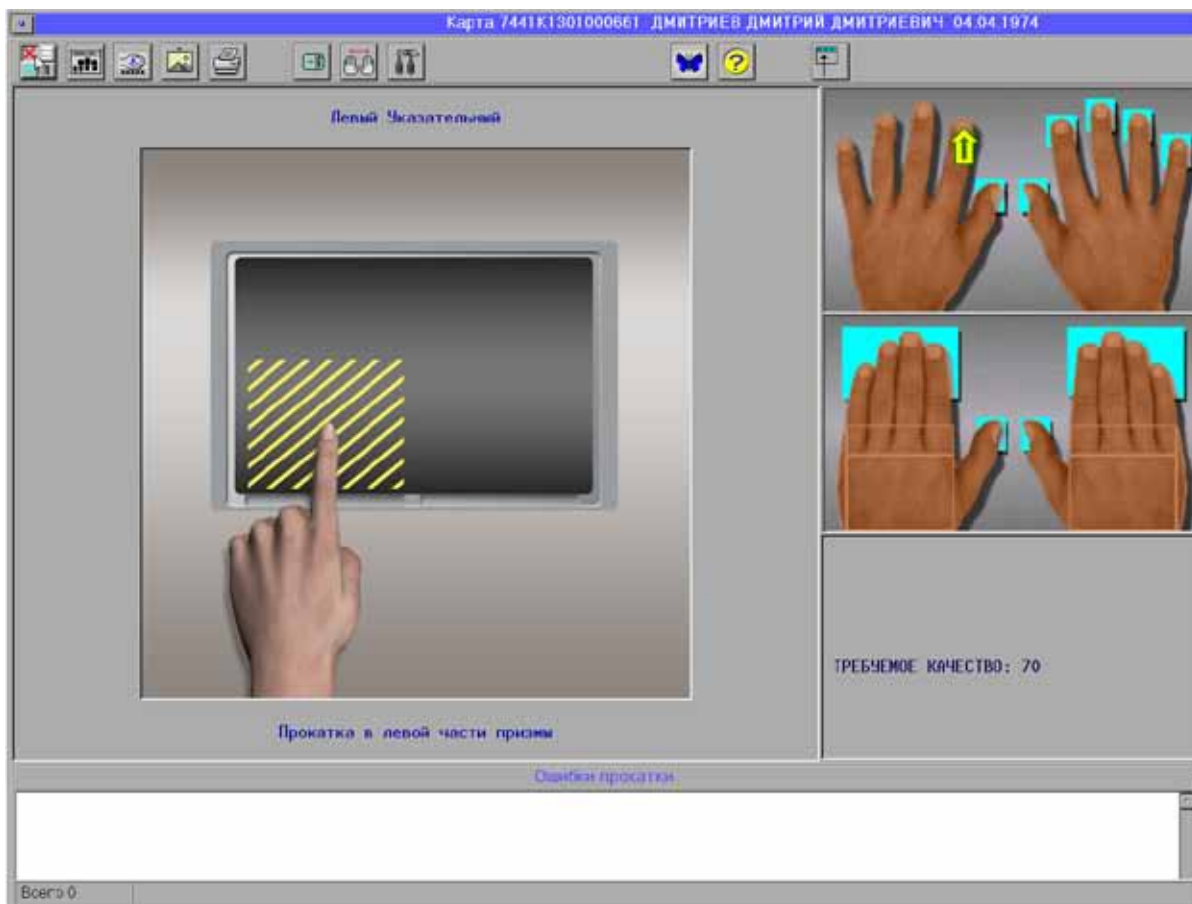 Карта 7441К1301000661 ДМИТРИЕВ ДМИТРИЙ ДМИТРИЕВИЧ 04.04.1974
Левый Указательный
Прокатка в левой части призмы
ТРЕБУЕМОЕ КАЧЕСТВО: 70
Ошибки прокатки
Всего 0